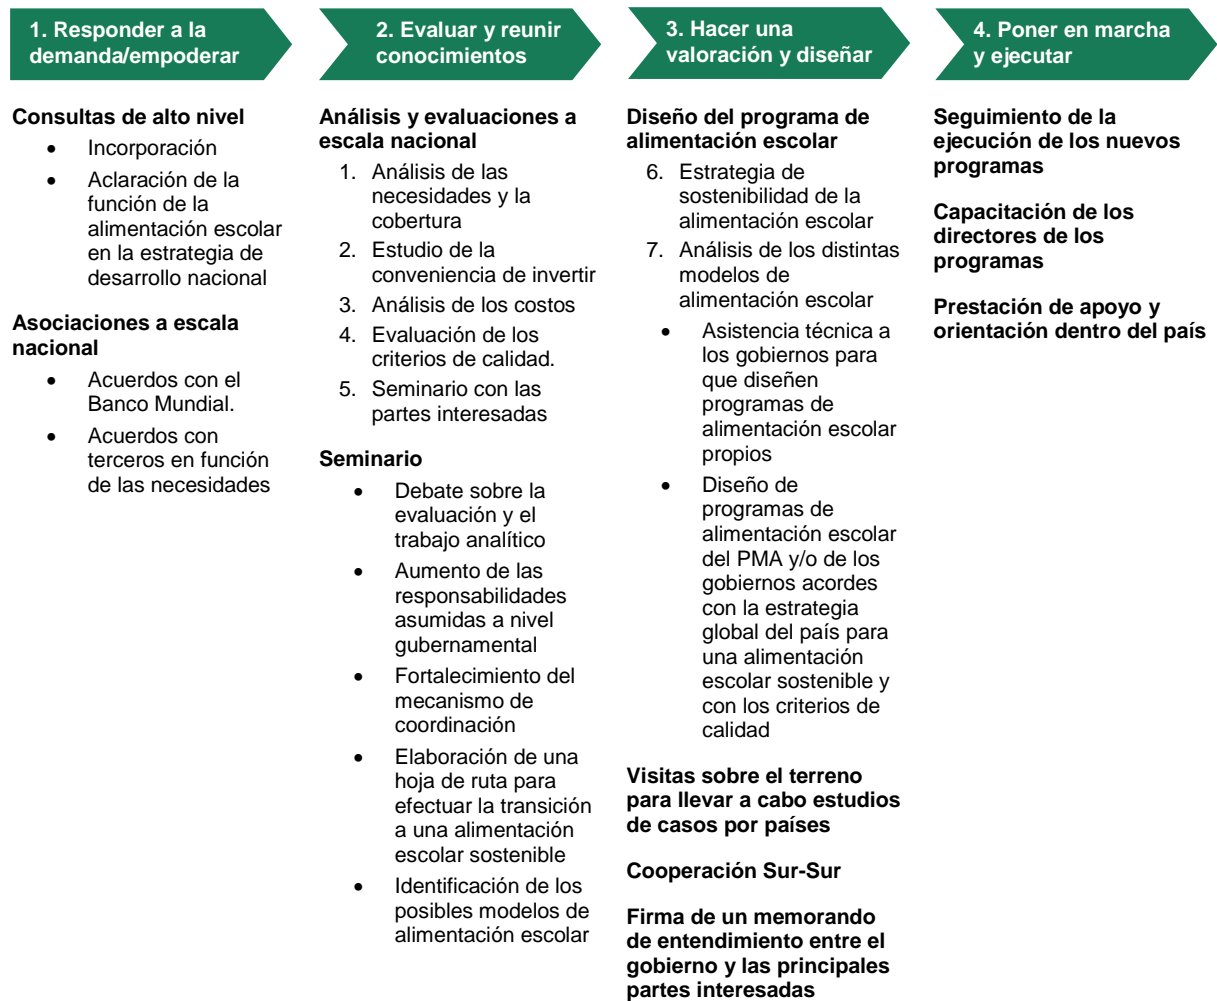 1. Responder a la
demanda/empoderar
Consultas de alto nivel
• Incorporación
• Aclaración de la
función de la
alimentación escolar
en la estrategia de
desarrollo nacional
Asociaciones a escala
nacional
• Acuerdos con el
Banco Mundial.
• Acuerdos con
terceros en función
de las necesidades
2. Evaluar y reunir
conocimientos
Análisis y evaluaciones a
escala nacional
1. Análisis de las
necesidades y la
cobertura
2. Estudio de la
conveniencia de invertir
3. Análisis de los costos
4. Evaluación de los
criterios de calidad.
5. Seminario con las
partes interesadas
Seminario
• Debate sobre la
evaluación y el
trabajo analítico
• Aumento de las
responsabilidades
asumidas a nivel
gubernamental
• Fortalecimiento del
mecanismo de
coordinación
• Elaboración de una
hoja de ruta para
efectuar la transición
a una alimentación
escolar sostenible
• Identificación de los
posibles modelos de
alimentación escolar
3. Hacer una
valoración y diseñar
Diseño del programa de
alimentación escolar
6. Estrategia de
sostenibilidad de la
alimentación escolar
7. Análisis de los distintas
modelos de
alimentación escolar
• Asistencia técnica a
los gobiernos para
que diseñen
programas de
alimentación escolar
propios
• Diseño de
programas de
alimentación escolar
del PMA y/o de los
gobiernos acordes
con la estrategia
global del país para
una alimentación
escolar sostenible y
con los criterios de
calidad
Visitas sobre el terreno
para llevar a cabo estudios
de casos por países
Cooperación Sur-Sur
Firma de un memorando
de entendimiento entre el
gobierno y las principales
partes interesadas
4. Poner en marcha
y ejecutar
Seguimiento de la
ejecución de los nuevos
programas
Capacitación de los
directores de los
programas
Prestación de apoyo y
orientación dentro del país